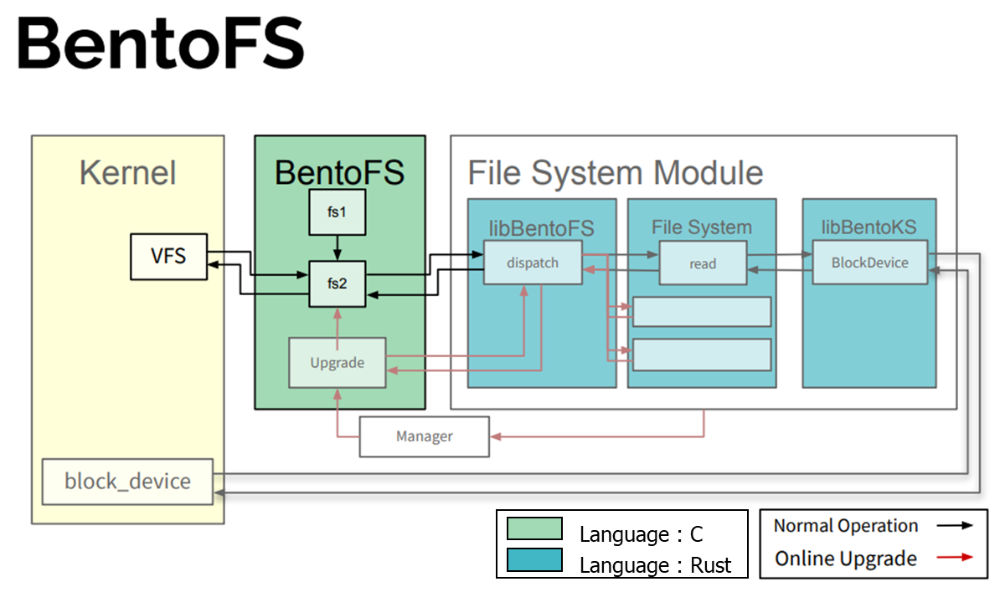 BentoFS
Kernel
BentoFS
File System Module
fs1
libBentoFS
File System
libBentoKS
VFS
fs2
dispatch
read
BlockDevice
Upgrade
Manager
block_device
Language : C
Language : Rust
Normal Operation
Online Upgrade